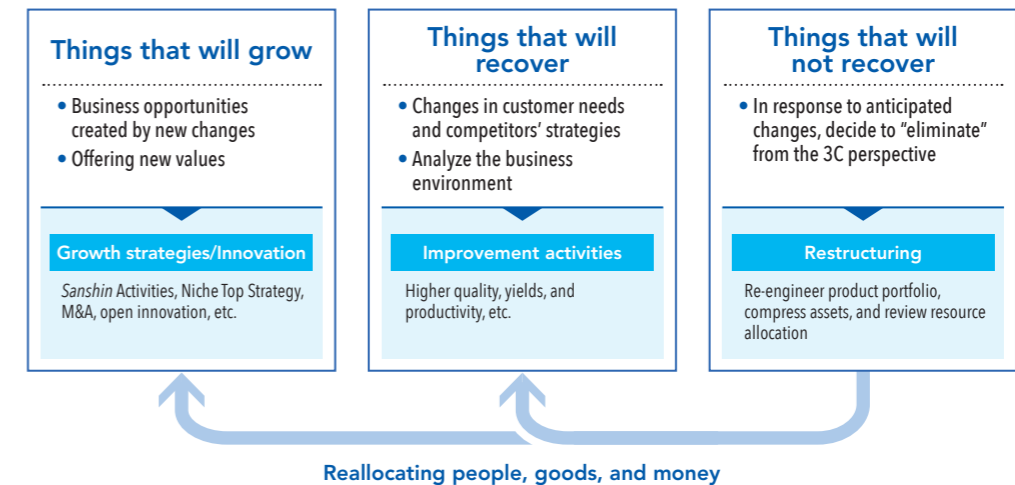 Things that will grow
• Business opportunities
created by new changes
• Offering new values
Growth strategies/Innovation
Sanshin Activities, Niche Top Strategy,
M&A, open innovation, etc.
Things that will
recover
• Changes in customer needs
and competitors’ strategies
• Analyze the business
environment
Improvement activities
Higher quality, yields, and
productivity, etc.
Things that will
not recover
• In response to anticipated
changes, decide to “eliminate”
from the 3C perspective
Restructuring
Re-engineer product portfolio,
compress assets, and review resource
allocation
Reallocating people, goods, and money